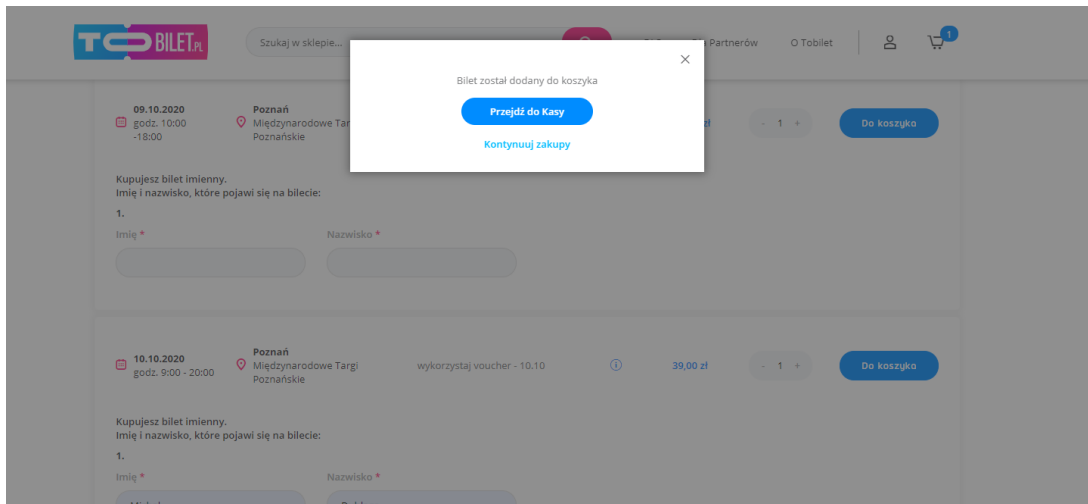 TOBILET.PL
Szukaj w sklepie...
Partnerów
O Tobilet
1
Bilet został dodany do koszyka
Przejdź do Kasy
Kontynuuj zakupy
09.10.2020
godz. 10:00
-18:00
Poznań
Międzynarodowe
Poznańskie
zł
- 1 +
Do koszyka
Kupujesz bilet imienny.
Imię i nazwisko, które pojawi się na bilecie:
1.
Imię *
Nazwisko *
10.10.2020
godz. 9:00 - 20:00
Poznań
Międzynarodowe Targi
Poznańskie
wykorzystaj voucher - 10.10
39,00 zł
- 1 +
Do koszyka
Kupujesz bilet imienny.
Imię i nazwisko, które pojawi się na bilecie:
1.
Imię *
Nazwisko *